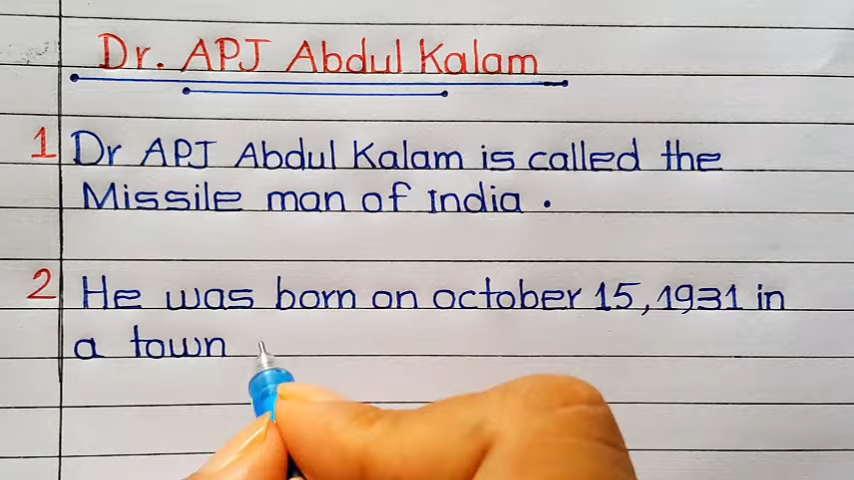 Dr. APJ Abdul Kalam
1 Dr APJ Abdul Kalam is called the
Missile man of India .
2 He was born on october 15, 1931 in
a town